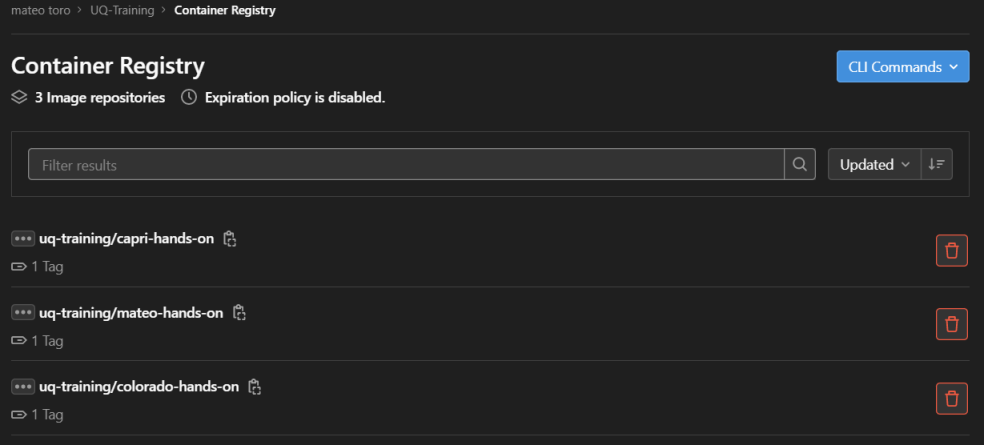 mateo toro > UQ-Training > Container Registry
Container Registry
CLI Commands
3 Image repositories Expiration policy is disabled.
Filter results
Updated
uq-training/capri-hands-on
1 Tag
uq-training/mateo-hands-on
1 Tag
uq-training/colorado-hands-on
1 Tag